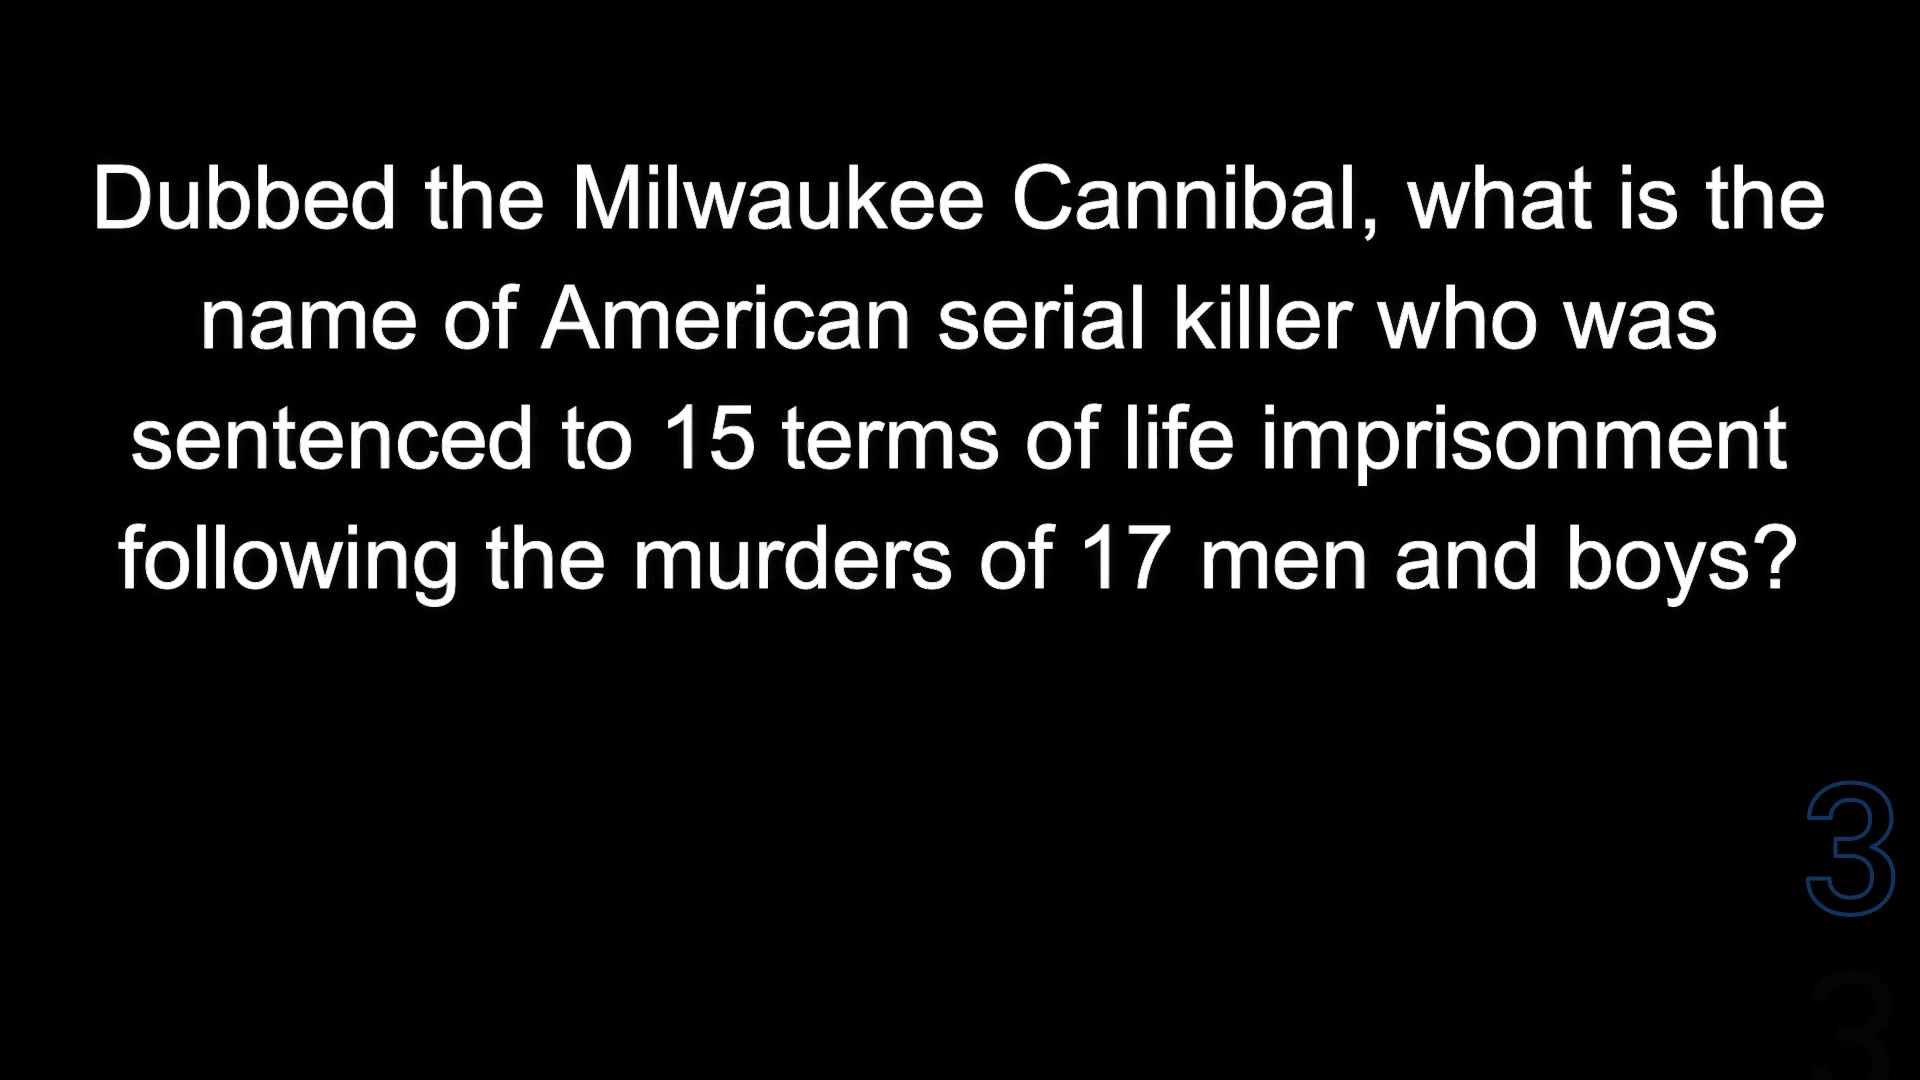 Dubbed the Milwaukee Cannibal, what is the
name of American serial killer who was
sentenced to 15 terms of life imprisonment
following the murders of 17 men and boys?
3
3